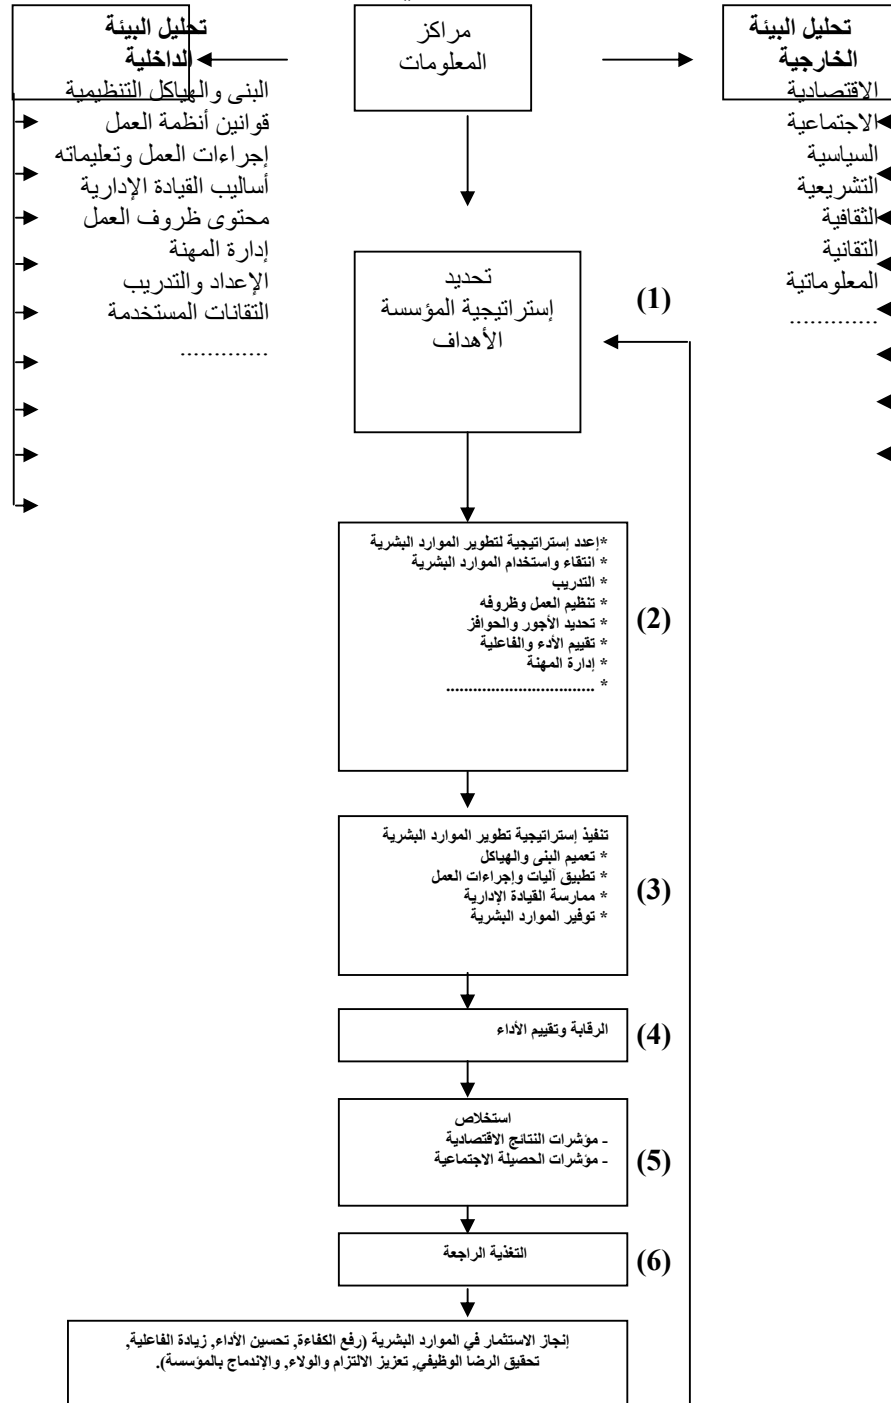 تحليل البيئة
الخارجية
الاقتصادية
الاجتماعية
السياسية
التشريعية
الثقافية
التقانية
المعلوماتية
.............
مراكز
المعلومات
تحليل البيئة
الداخلية
البنى والهياكل التنظيمية
قوانين أنظمة العمل
إجراءات العمل وتعليماته
أساليب القيادة الإدارية
محتوى ظروف العمل
إدارة المهنة
الإعداد والتدريب
التقانات المستخدمة
.............
(1)
تحديد
إستراتيجية المؤسسة
الأهداف
(2)
*إعدد إستراتيجية لتطوير الموارد البشرية
* انتقاء واستخدام الموارد البشرية
* التدريب
* تنظيم العمل وظروفه
* تحديد الأجور والحوافز
* تقييم الأدء والفاعلية
* إدارة المهنة
* .................................
(3)
تنفيذ إستراتيجية تطوير الموارد البشرية
* تعميم البنى والهياكل
* تطبيق آليات وإجراءات العمل
* ممارسة القيادة الإدارية
* توفير الموارد البشرية
(4)
الرقابة وتقييم الأداء
(5)
استخلاص
- مؤشرات النتائج الاقتصادية
- مؤشرات الحصيلة الاجتماعية
(6)
التغذية الراجعة
إنجاز الاستثمار في الموارد البشرية (رفع الكفاءة, تحسين الأداء, زيادة الفاعلية,
تحقيق الرضا الوظيفي, تعزيز الالتزام والولاء, والإندماج بالمؤسسة).